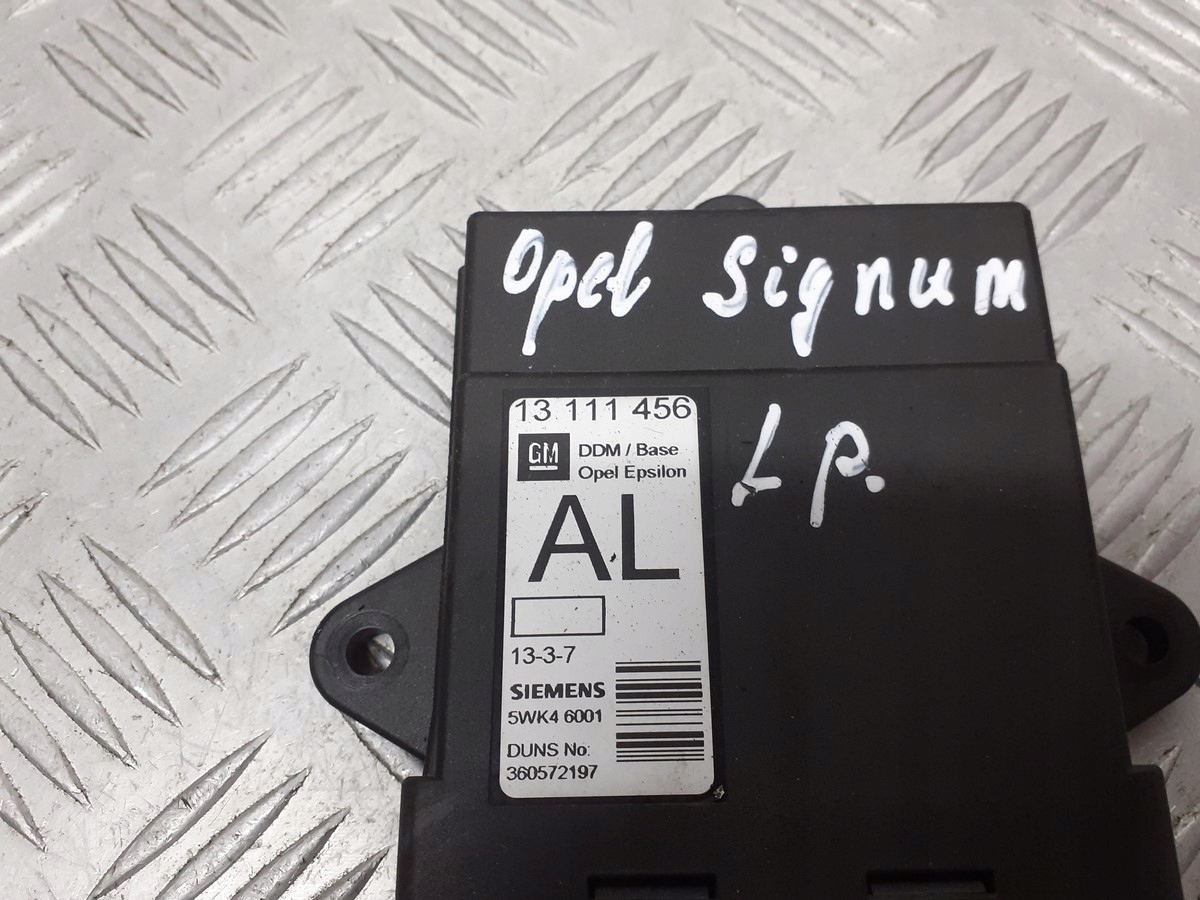 Opel Signum
L P.
13 111 456
GM
DDM / Base
Opel Epsilon
AL
13-3-7
SIEMENS
5WK4 6001
DUNS No:
360572197